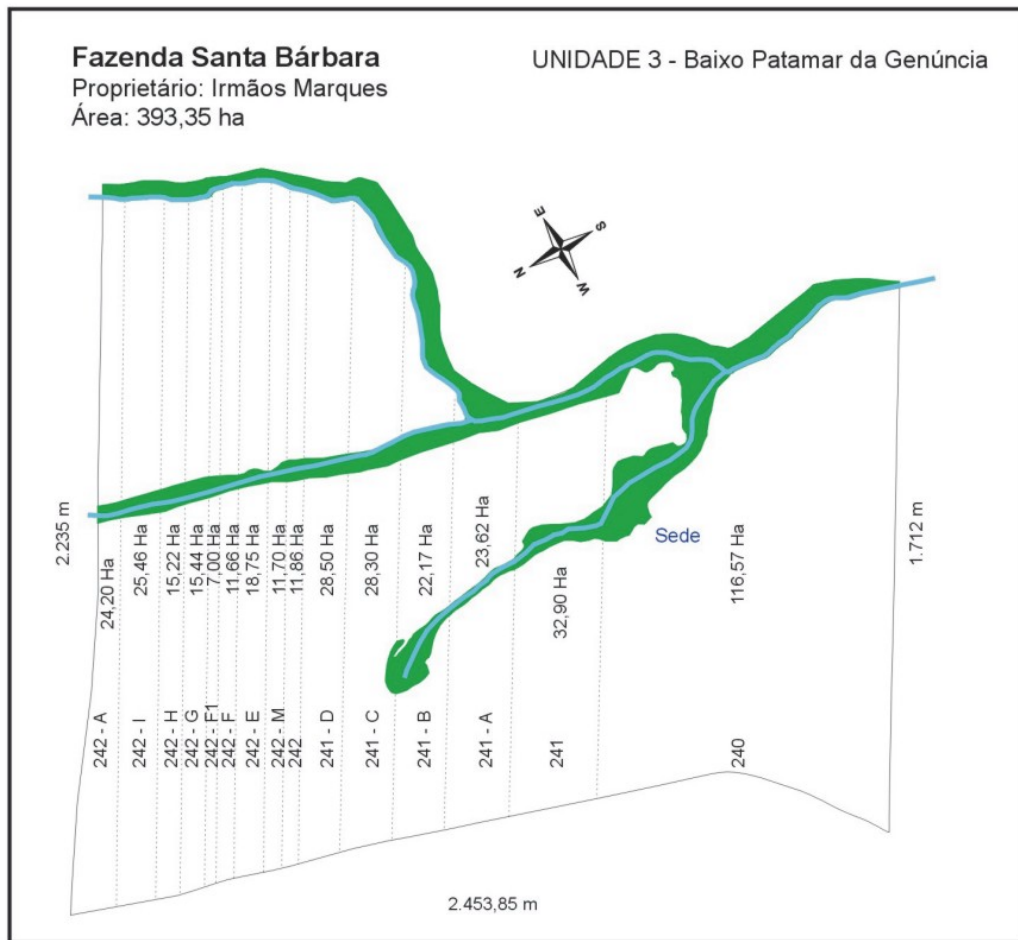 Fazenda Santa Bárbara
Proprietário: Irmãos Marques
Área: 393,35 ha
UNIDADE 3 - Baixo Patamar da Genúncia
E
S
N
W
2.235 m
24,20 Ha
25,46 Ha
15,22 Ha
15,44 Ha
7,00 Ha
11,66 Ha
18,75 Ha
11,70 Ha
11,86 Ha
28,50 Ha
28,30 Ha
22,17 Ha
23,62 Ha
32,90 Ha
Sede
116,57 Ha
1.712 m
242 - A
242 - I
242 - H
242 - G
242 - F1
242 - F
242 - E
242 - M
242
241 - D
241 - C
241 - B
241 - A
241
240
2.453,85 m